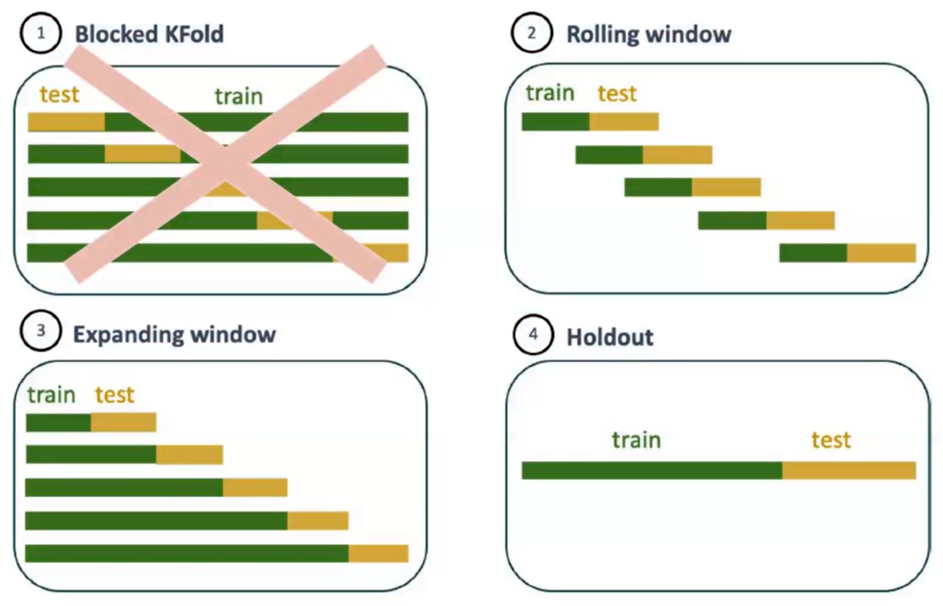 1 Blocked KFold
test train
2 Rolling window
train test
3 Expanding window
train test
4 Holdout
train test